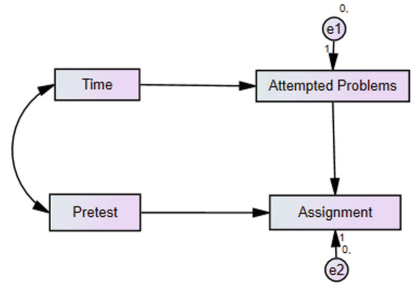 0,
e1
1
Time
Attempted Problems
Pretest
Assignment
1
0,
e2